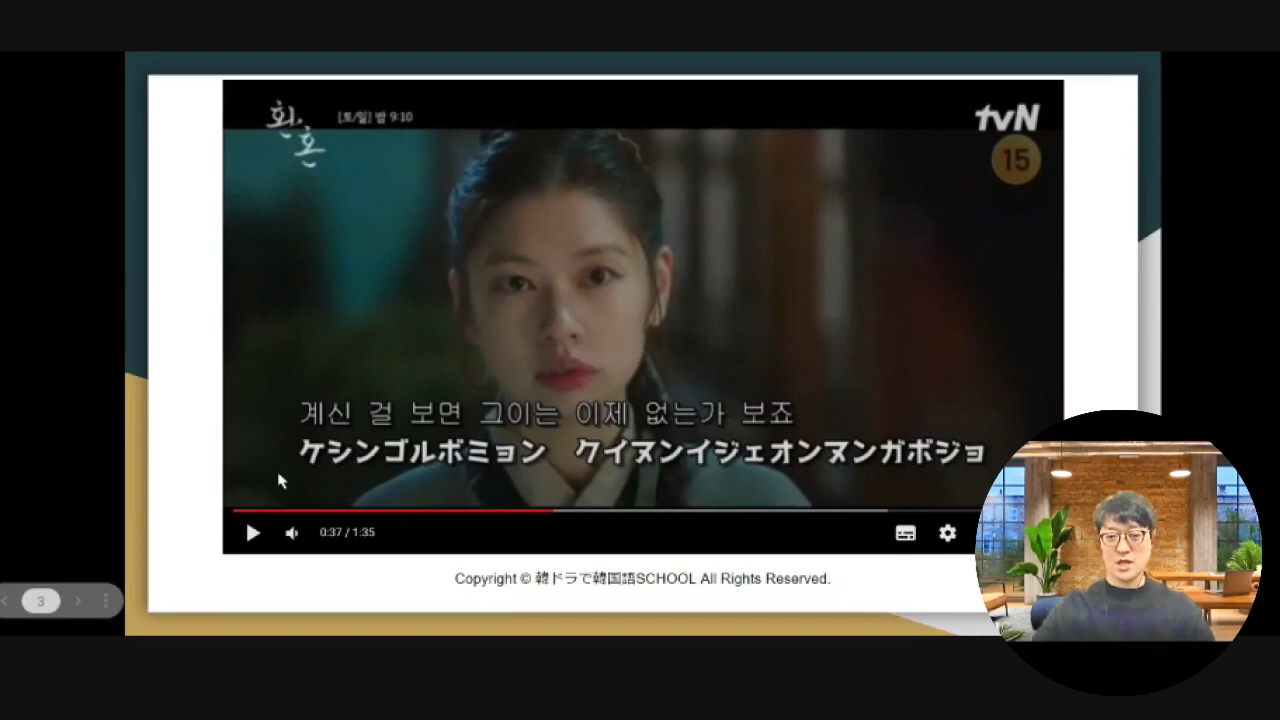 환혼
[토/일] 밤 9:10
tvN
15
계신 걸 보면 그이는 이제 없는가 보죠
ケシンゴルボミョン クイヌンイジェオンヌンガボジョ
0:37 / 1:35
Copyright © 韓ドラで韓国語SCHOOL All Rights Reserved.
3